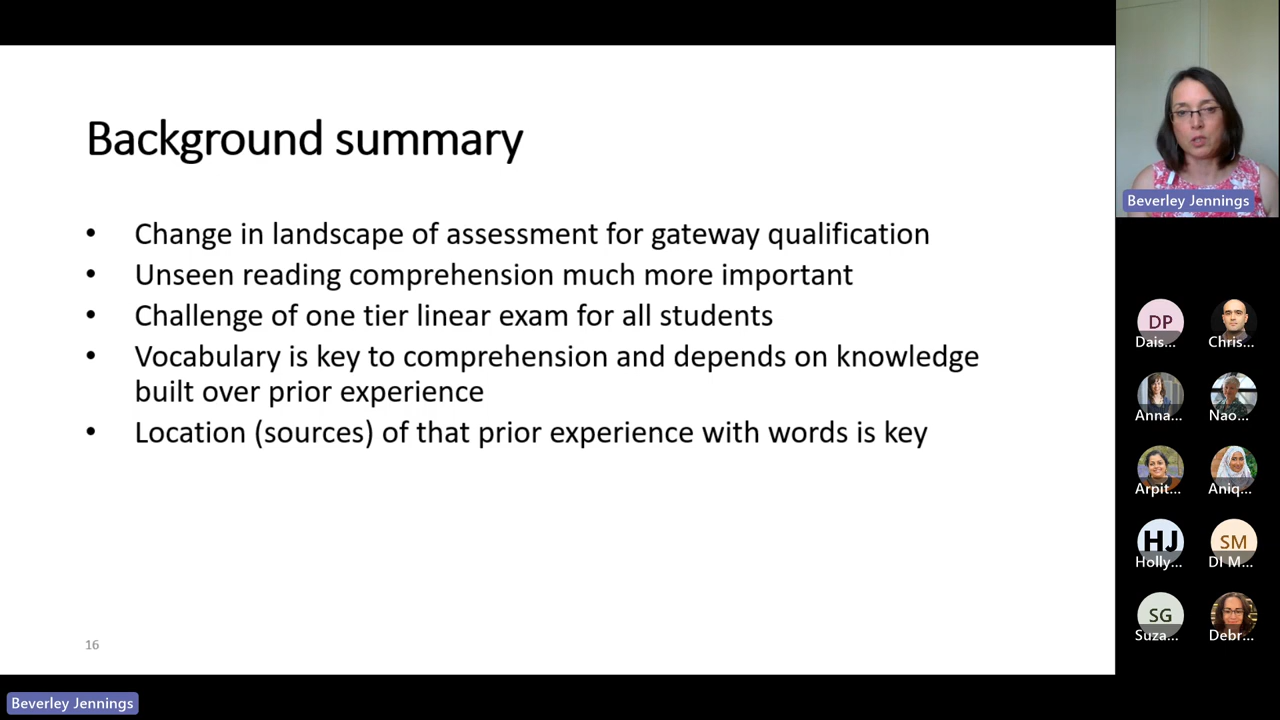 Background summary
• Change in landscape of assessment for gateway qualification
• Unseen reading comprehension much more important
• Challenge of one tier linear exam for all students
• Vocabulary is key to comprehension and depends on knowledge
built over prior experience
• Location (sources) of that prior experience with words is key
16
Beverley Jennings
Beverley Jennings
DP
Dais...
Chris...
Anna...
Nao...
Arpit...
Aniq...
HJ
Holly...
SM
DI M...
SG
Suza...
Debr...